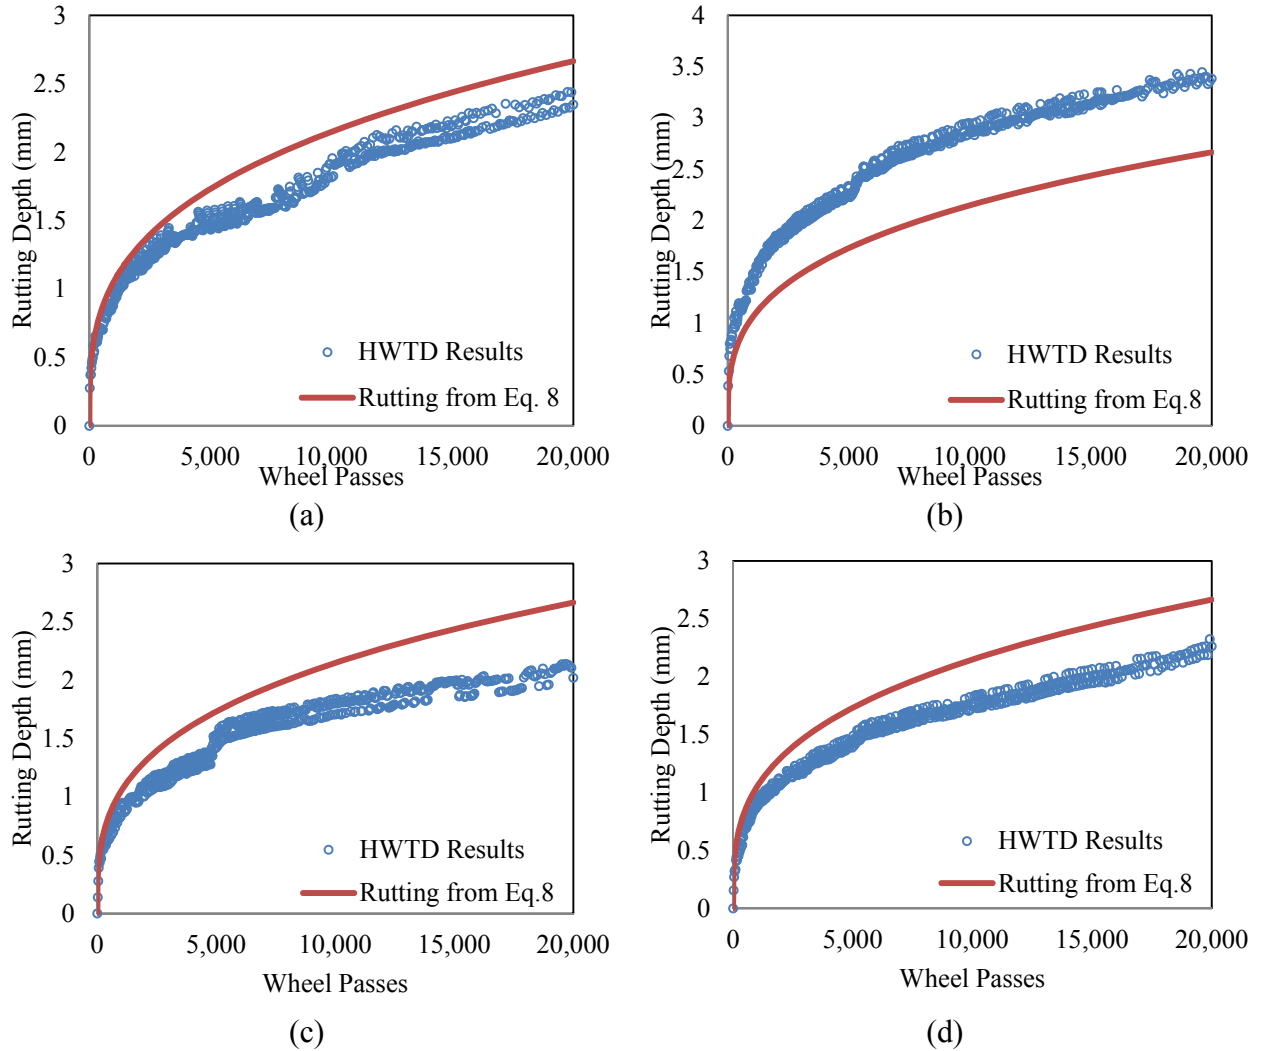 3
2.5
2
1.5
1
0.5
0
Rutting Depth (mm)
HWTD Results
Rutting from Eq. 8
0 5,000 10,000 15,000 20,000
Wheel Passes
(a)
4
3.5
3
2.5
2
1.5
1
0.5
0
Rutting Depth (mm)
HWTD Results
Rutting from Eq.8
0 5,000 10,000 15,000 20,000
Wheel Passes
(b)
3
2.5
2
1.5
1
0.5
0
Rutting Depth (mm)
HWTD Results
Rutting from Eq.8
0 5,000 10,000 15,000 20,000
Wheel Passes
(c)
3
2.5
2
1.5
1
0.5
0
Rutting Depth (mm)
HWTD Results
Rutting from Eq.8
0 5,000 10,000 15,000 20,000
Wheel Passes
(d)